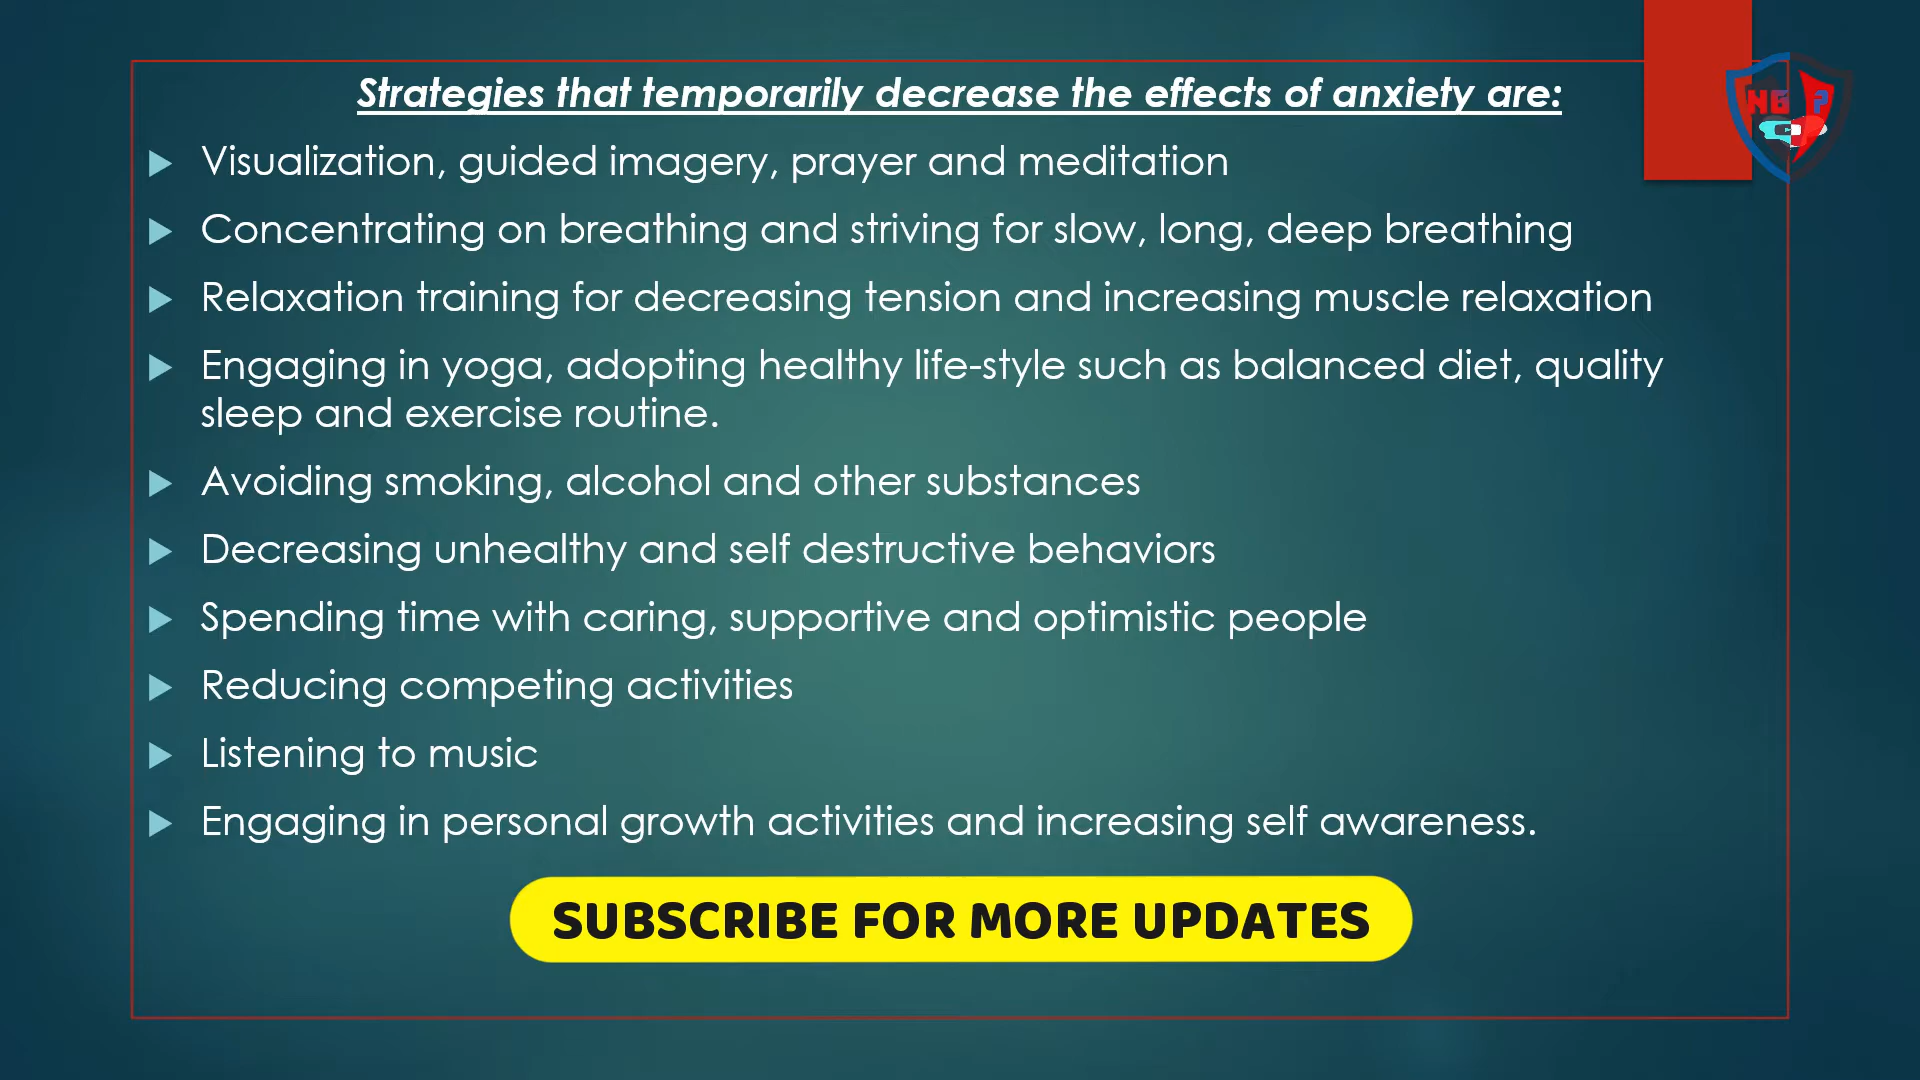 Strategies that temporarily decrease the effects of anxiety are:
Visualization, guided imagery, prayer and meditation
Concentrating on breathing and striving for slow, long, deep breathing
Relaxation training for decreasing tension and increasing muscle relaxation
Engaging in yoga, adopting healthy life-style such as balanced diet, quality
sleep and exercise routine.
Avoiding smoking, alcohol and other substances
Decreasing unhealthy and self destructive behaviors
Spending time with caring, supportive and optimistic people
Reducing competing activities
Listening to music
Engaging in personal growth activities and increasing self awareness.
SUBSCRIBE FOR MORE UPDATES